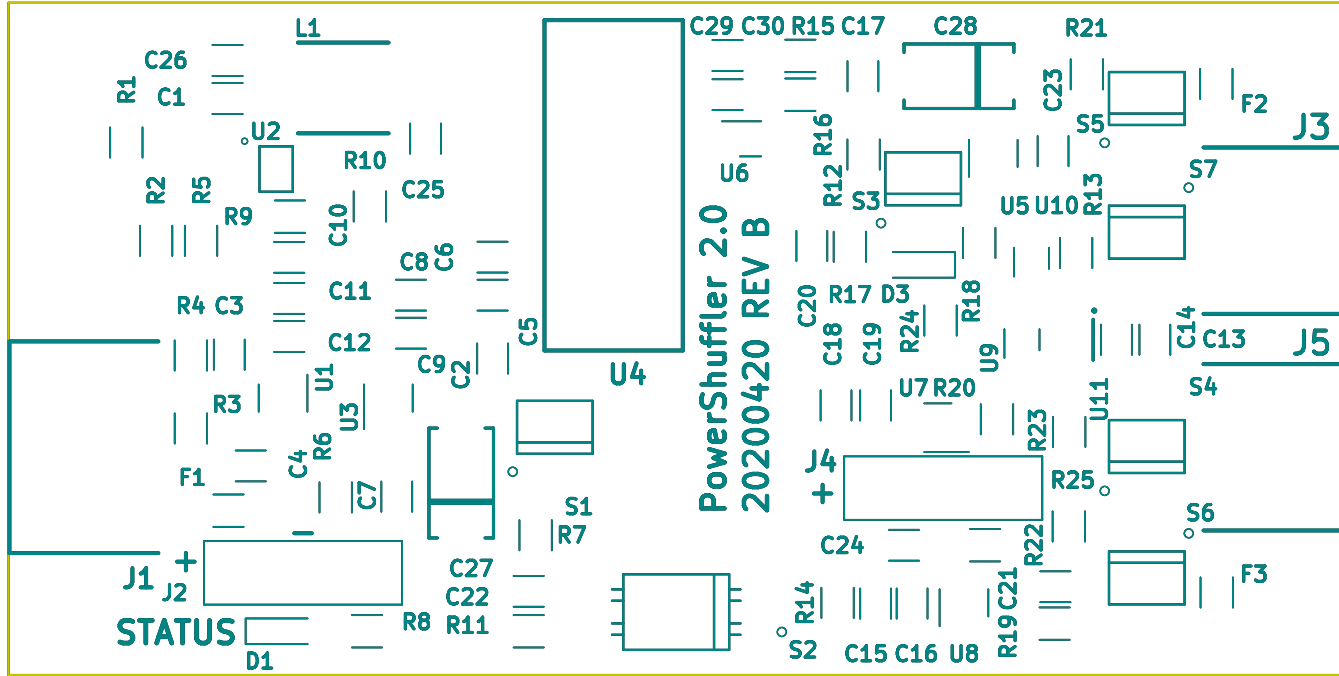 L1
C29 C30 R15 C17
C28
R21
C26
R1
C1
C23
F2
U2
R16
S5
J3
R10
U6
R12
S7
R2
R5
C25
S3
R13
R9
C10
U5 U10
C6
C8
PowerShuffler 2.0
20200420 REV B
C11
R4 C3
C20
R17 D3
R18
C5
C12
C18
C19
R24
C14
C13
J5
C9
C2
U4
U9
U1
R3
U3
U7 R20
S4
U11
R6
R23
C4
J4
+
F1
C7
R25
S1
R7
S6
C24
R22
+
J1
J2
C27
F3
C22
R14
C21
STATUS
R8
R11
R19
D1
S2
C15 C16 U8